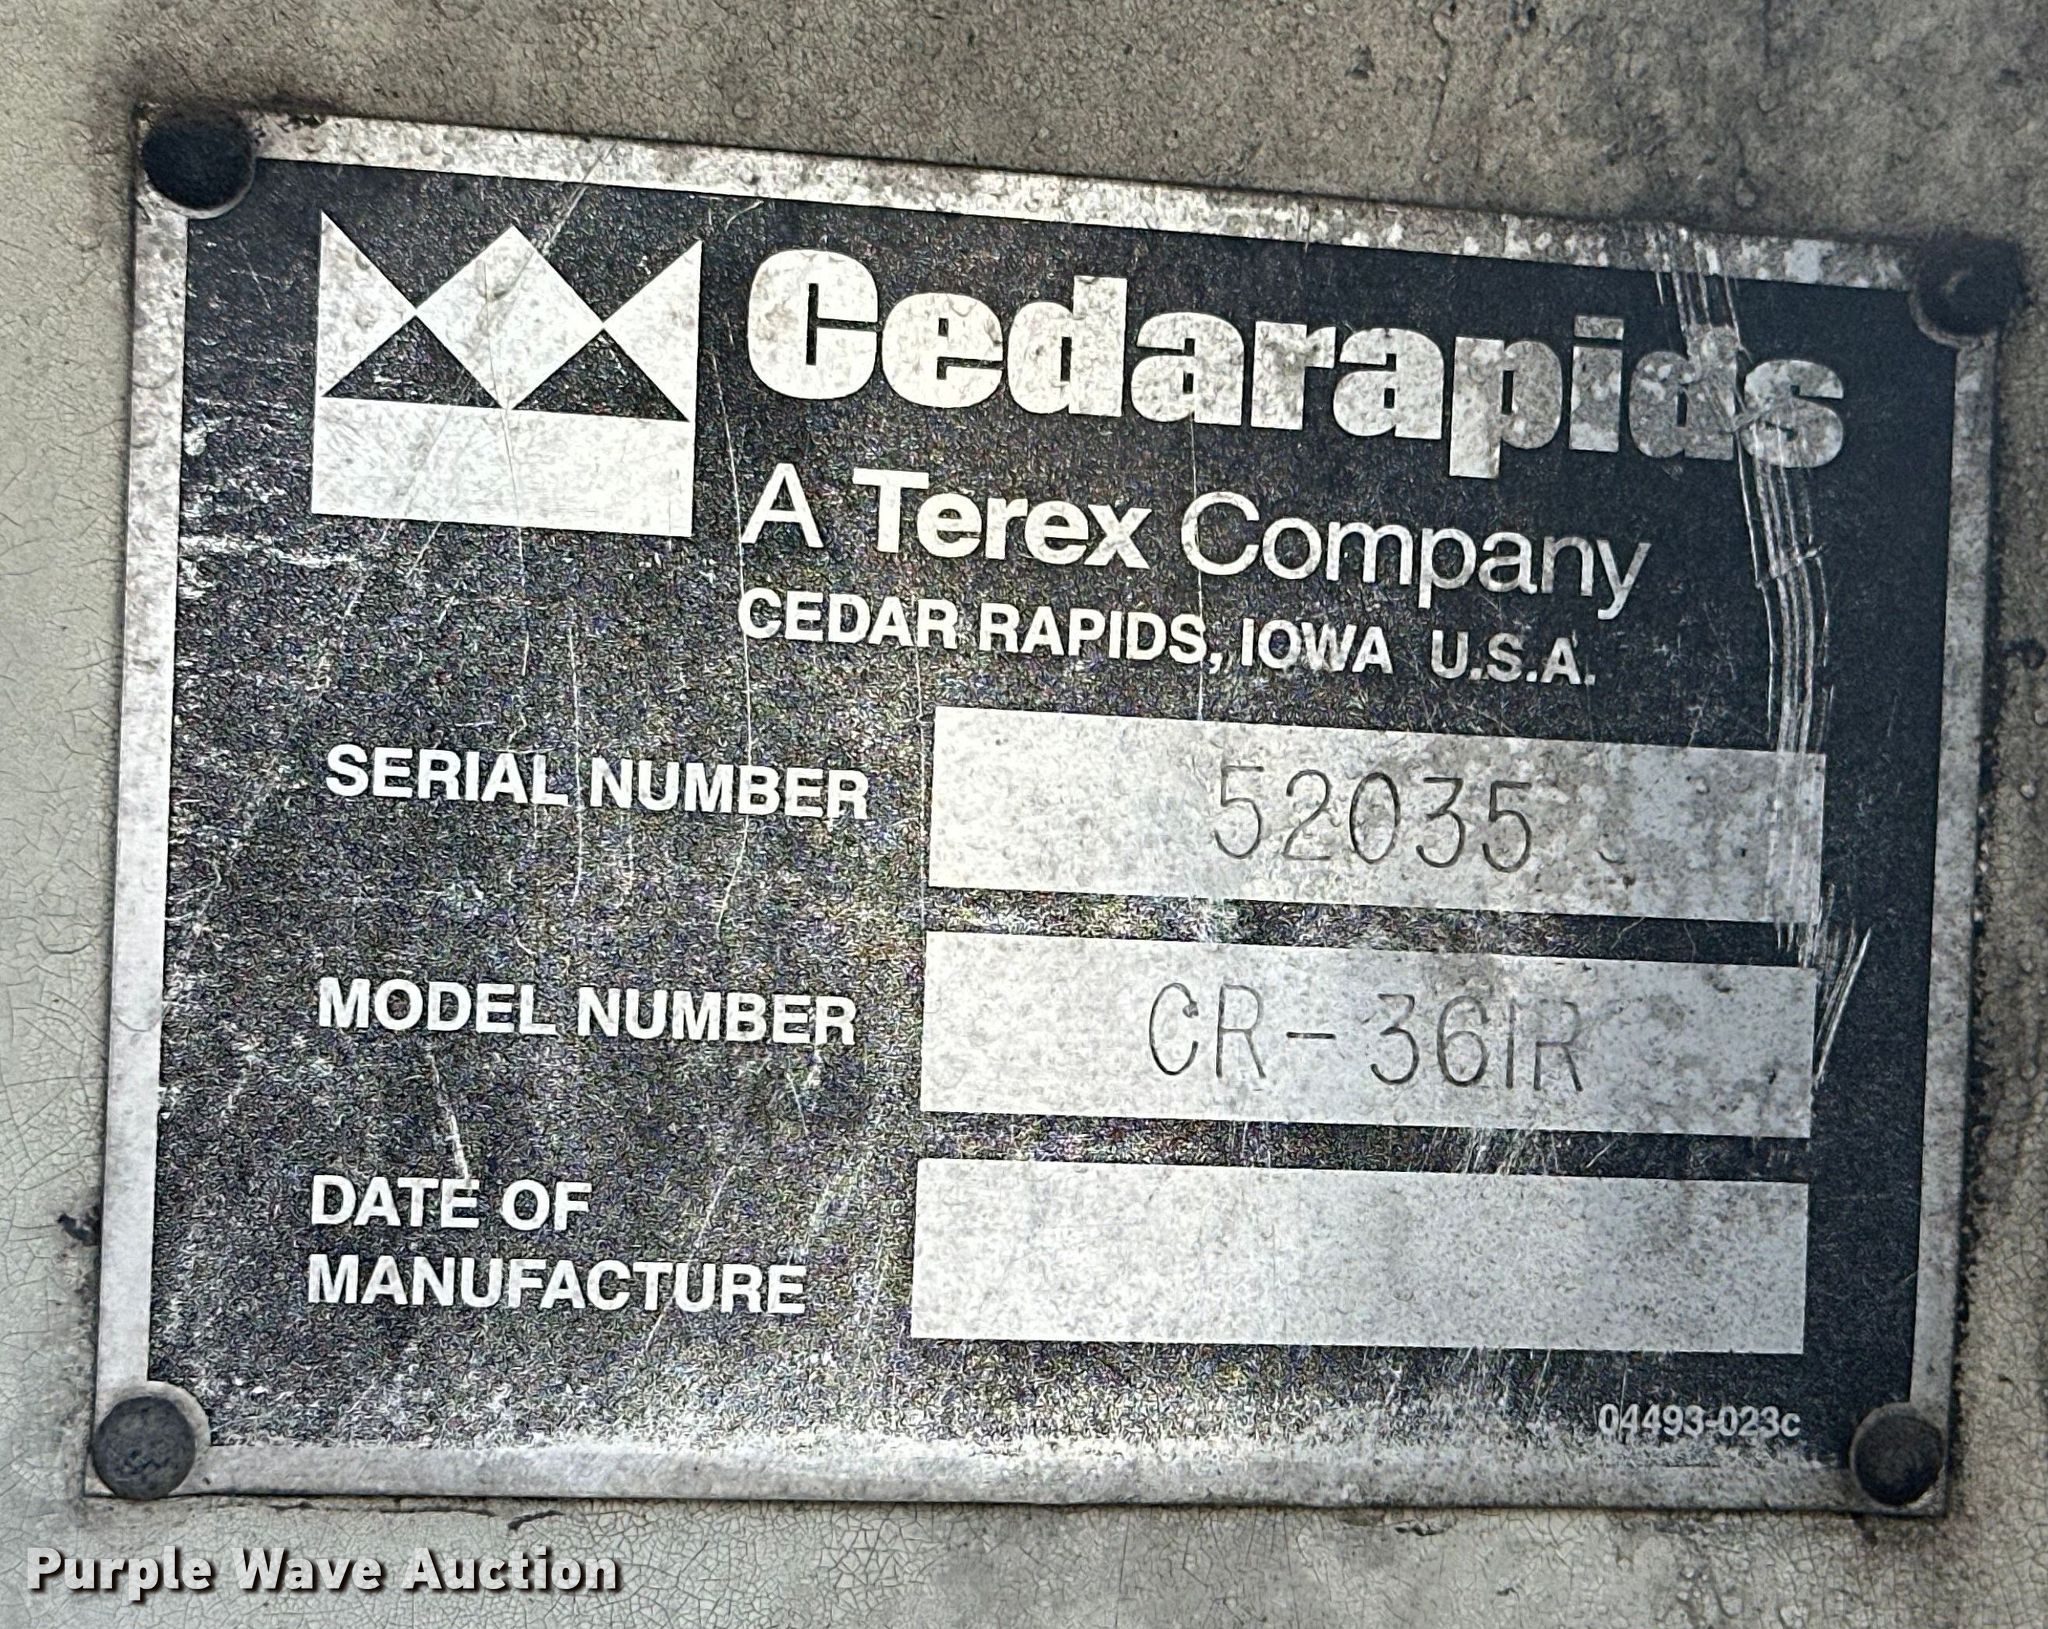 Cedarapids
A Terex Company
CEDAR RAPIDS, IOWA U.S.A.
SERIAL NUMBER 52035
MODEL NUMBER CR-361R
DATE OF
MANUFACTURE
04493-023c
Purple Wave Auction